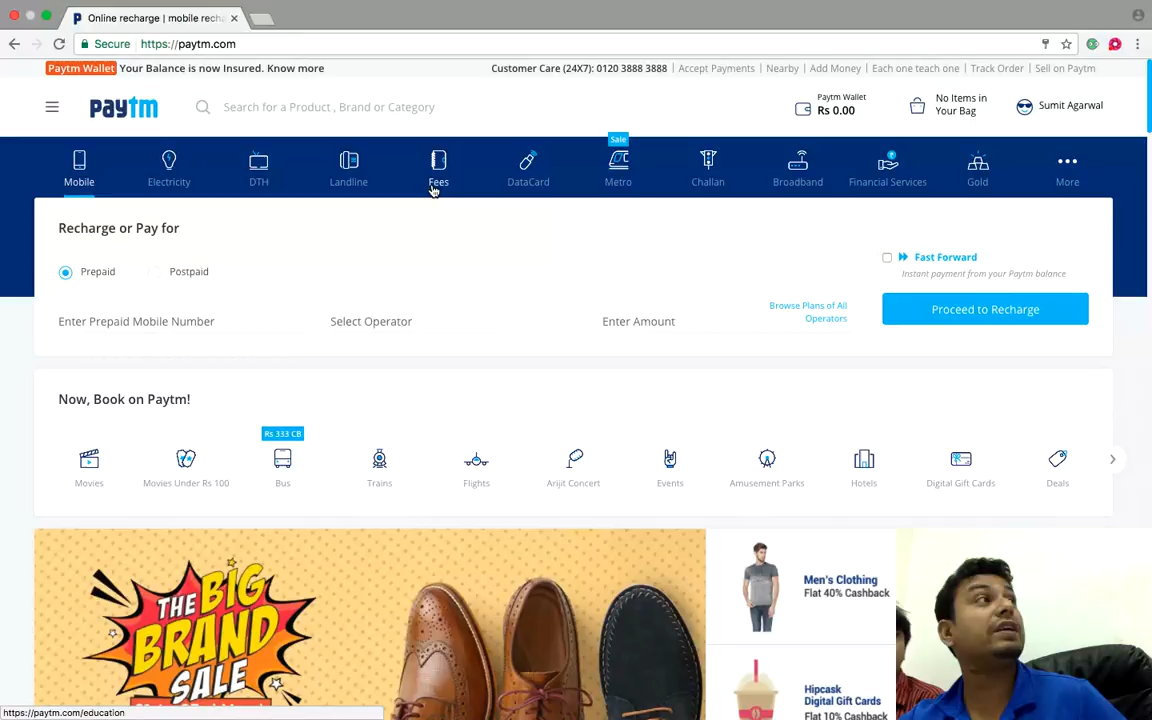 Online recharge | mobile recha
Secure https://paytm.com
Paytm Wallet Your Balance is now Insured. Know more
Customer Care (24X7): 0120 3888 3888 | Accept Payments | Nearby | Add Money | Each one teach one | Track Order | Sell on Paytm
paytm
Search for a Product , Brand or Category
Paytm Wallet
Rs 0.00
No Items in
Your Bag
Sumit Agarwal
Sale
Mobile
Electricity
DTH
Landline
Fees
DataCard
Metro
Challan
Broadband
Financial Services
Gold
More
Recharge or Pay for
Prepaid
Postpaid
Fast Forward
Instant payment from your Paytm balance
Enter Prepaid Mobile Number
Select Operator
Enter Amount
Browse Plans of All
Operators
Proceed to Recharge
Now, Book on Paytm!
Rs 333 CB
Movies
Movies Under Rs 100
Bus
Trains
Flights
Arijit Concert
Events
Amusement Parks
Hotels
Digital Gift Cards
Deals
THE BIG
BRAND
SALE
Men's Clothing
Flat 40% Cashback
Hipcask
Digital Gift Cards
Flat 10% Cashback
https://paytm.com/education